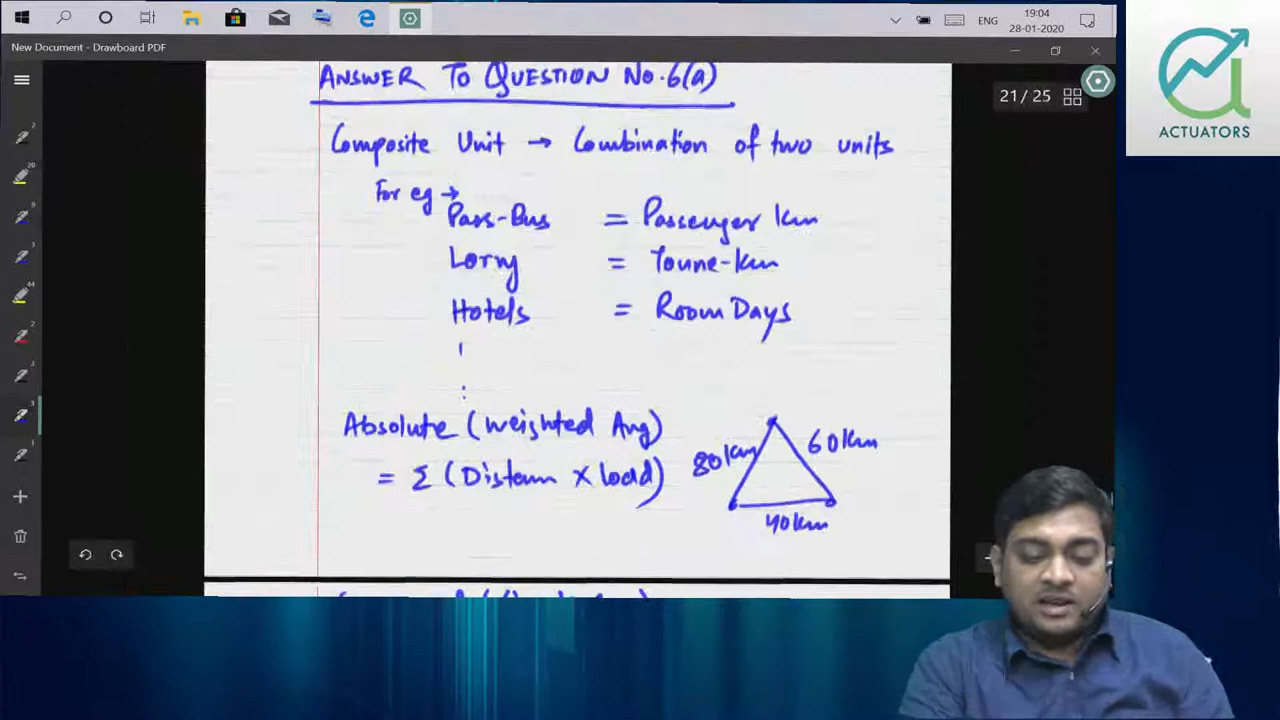 19:04
ENG
28-01-2020
New Document - Drawboard PDF
21 / 25
ACTUATORS
ANSWER TO QUESTION NO.6(a)
Composite Unit → Combination of two units
For eg →
Pass-Bus = Passenger km
Lorry = Tonne-km
Hotels = Room Days
Absolute (Weighted Avg)
= Σ (Distam × load)
80km
60km
40km